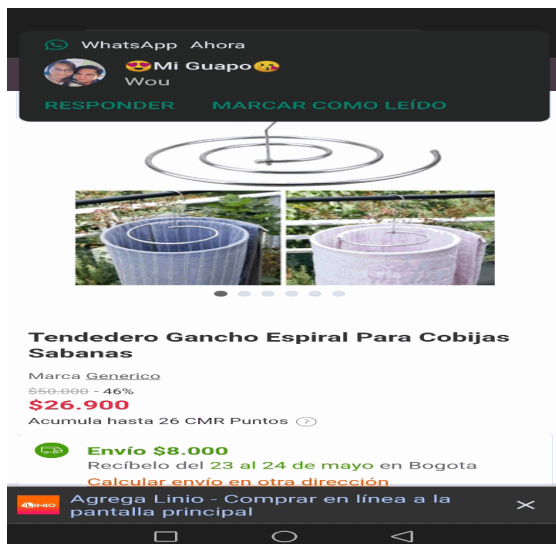 WhatsApp Ahora
😍Mi Guapo😘
Wou
RESPONDER MARCAR COMO LEÍDO
Tendedero Gancho Espiral Para Cobijas
Sabanas
Marca Generico
$50.000 - 46%
$26.900
Acumula hasta 26 CMR Puntos ?
Envío $8.000
Recíbelo del 23 al 24 de mayo en Bogota
Calcular envío en otra dirección
LINIO
Agrega Linio - Comprar en línea a la
pantalla principal